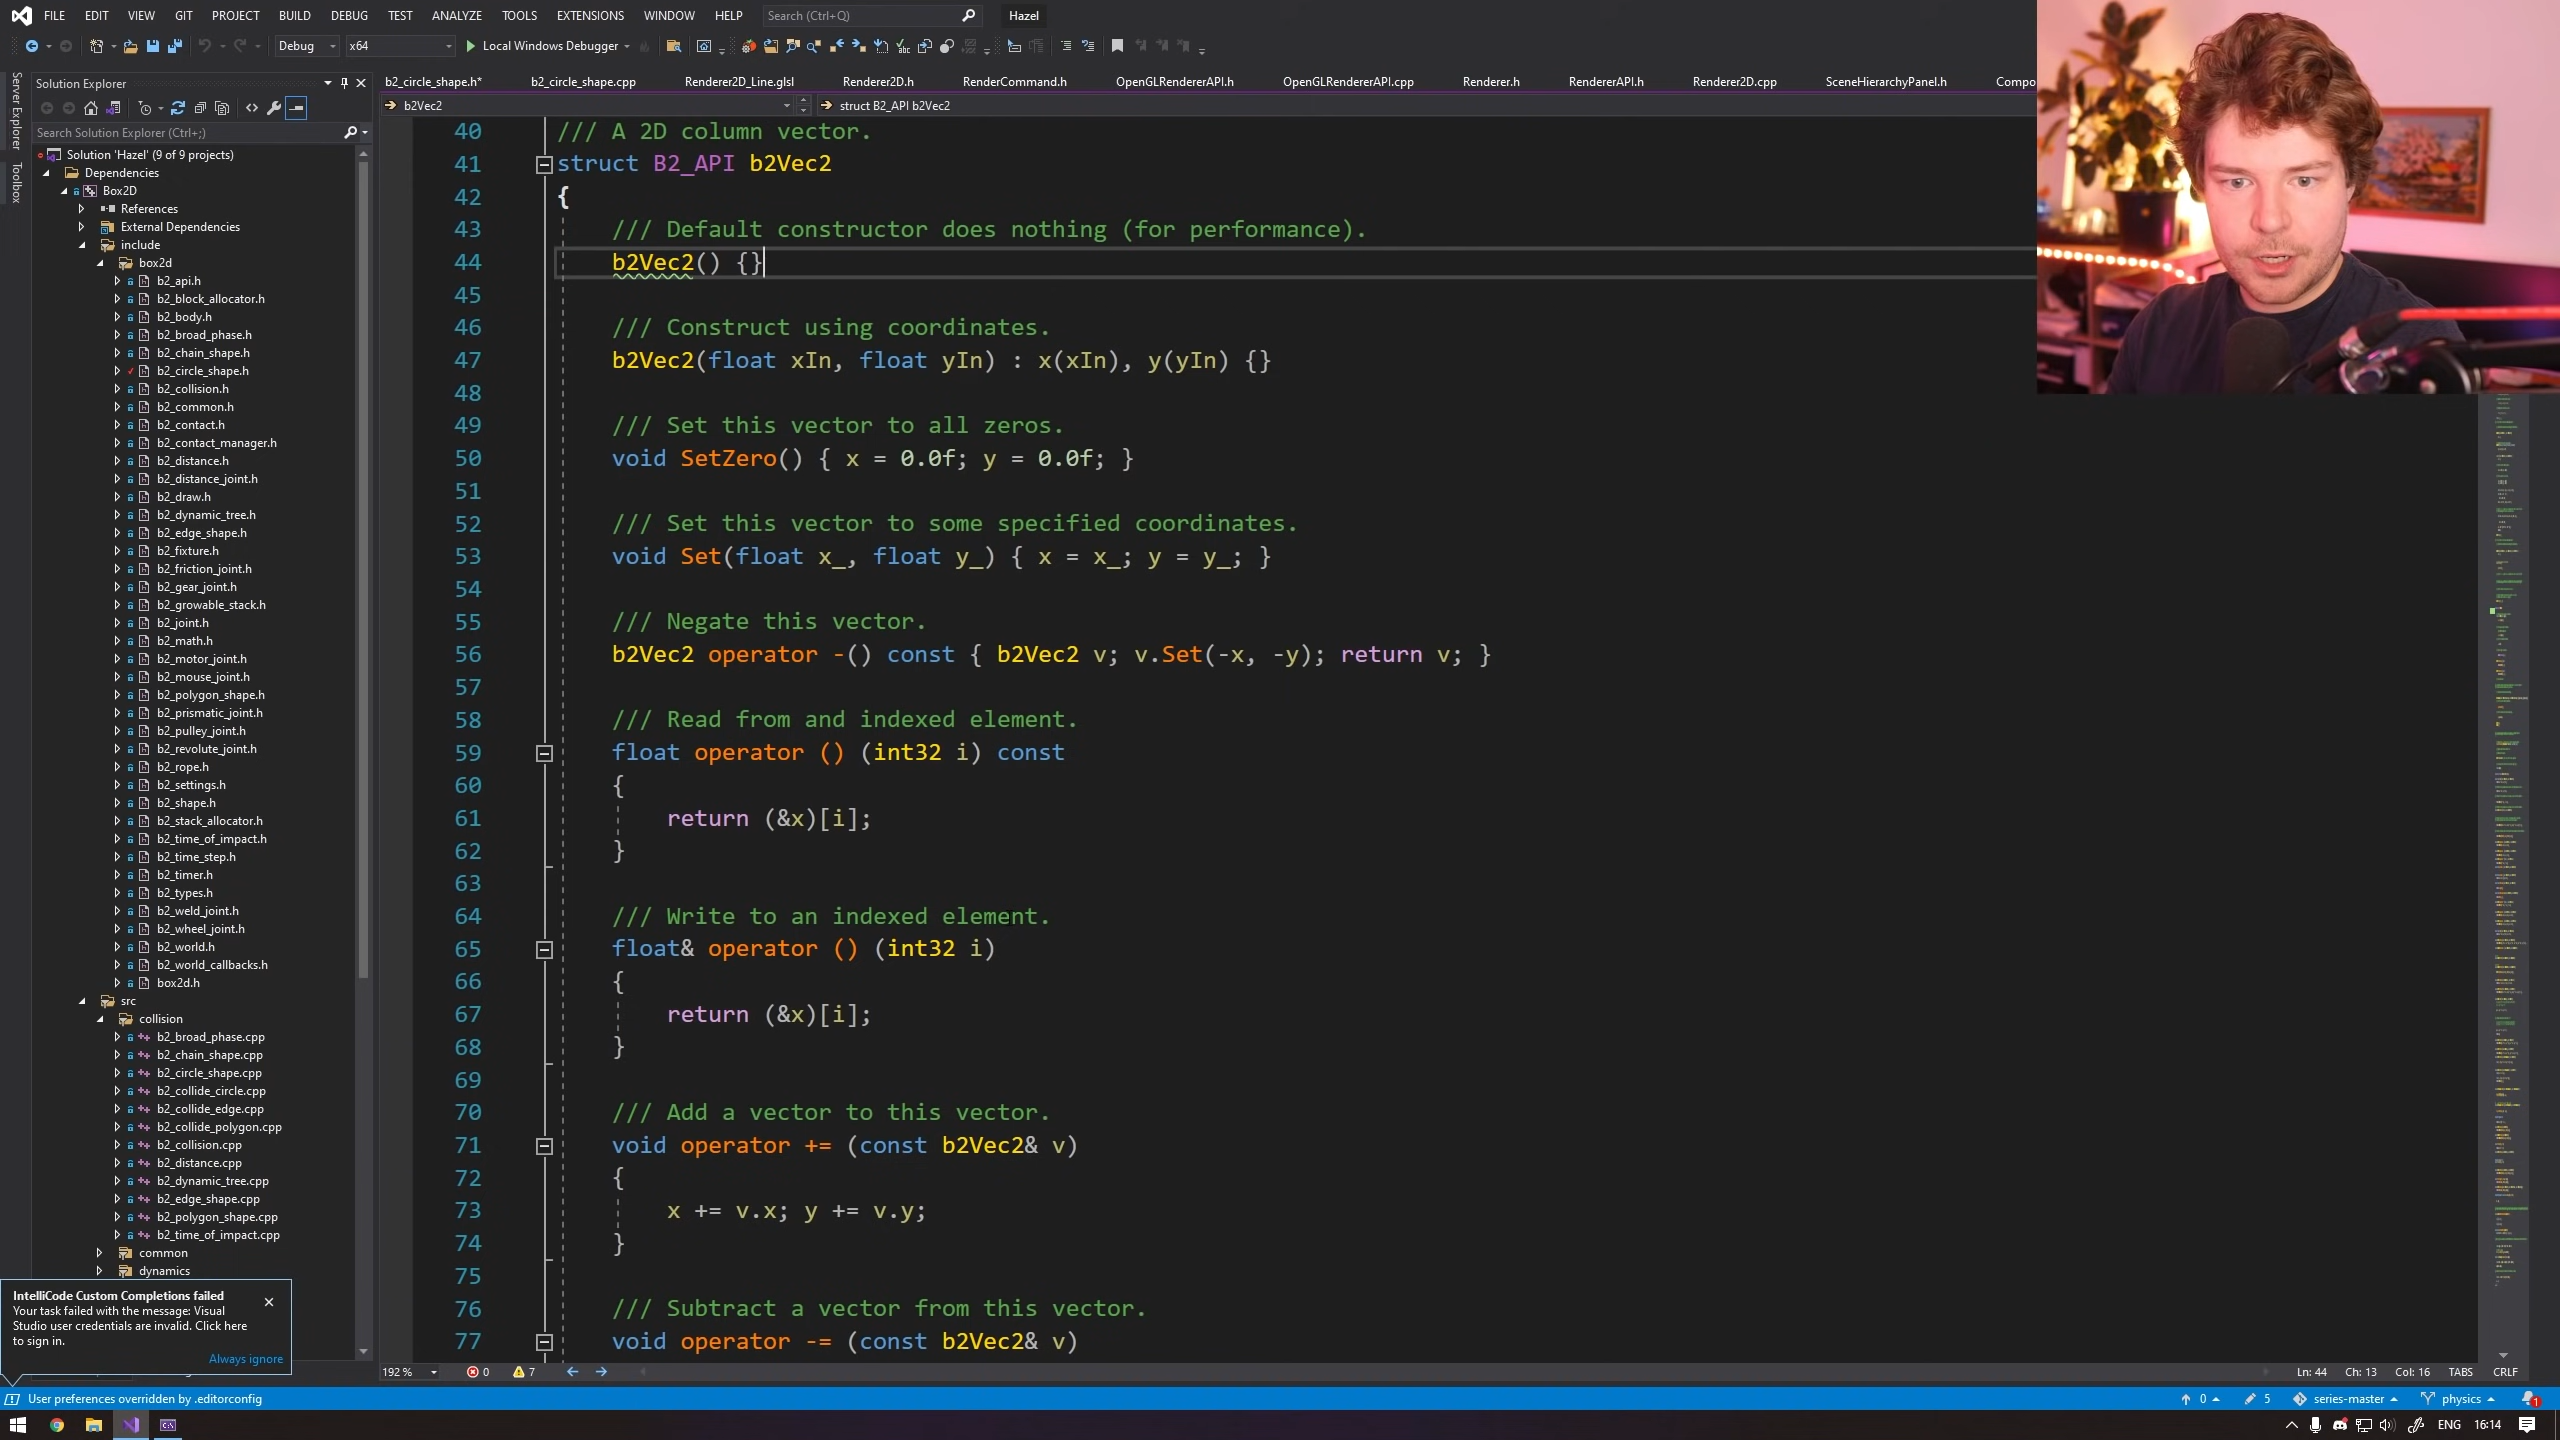 FILE EDIT VIEW GIT PROJECT BUILD DEBUG TEST ANALYZE TOOLS EXTENSIONS WINDOW HELP Search (Ctrl+Q) Hazel
Debug x64 Local Windows Debugger
Server Explorer
Toolbox
Solution Explorer
Search Solution Explorer (Ctrl+;)
Solution 'Hazel' (9 of 9 projects)
Dependencies
Box2D
References
External Dependencies
include
box2d
b2_api.h
b2_block_allocator.h
b2_body.h
b2_broad_phase.h
b2_chain_shape.h
b2_circle_shape.h
b2_collision.h
b2_common.h
b2_contact.h
b2_contact_manager.h
b2_distance.h
b2_distance_joint.h
b2_draw.h
b2_dynamic_tree.h
b2_edge_shape.h
b2_fixture.h
b2_friction_joint.h
b2_gear_joint.h
b2_growable_stack.h
b2_joint.h
b2_math.h
b2_motor_joint.h
b2_mouse_joint.h
b2_polygon_shape.h
b2_prismatic_joint.h
b2_pulley_joint.h
b2_revolute_joint.h
b2_rope.h
b2_settings.h
b2_shape.h
b2_stack_allocator.h
b2_time_of_impact.h
b2_time_step.h
b2_timer.h
b2_types.h
b2_weld_joint.h
b2_wheel_joint.h
b2_world.h
b2_world_callbacks.h
box2d.h
src
collision
b2_broad_phase.cpp
b2_chain_shape.cpp
b2_circle_shape.cpp
b2_collide_circle.cpp
b2_collide_edge.cpp
b2_collide_polygon.cpp
b2_collision.cpp
b2_distance.cpp
b2_dynamic_tree.cpp
b2_edge_shape.cpp
b2_polygon_shape.cpp
b2_time_of_impact.cpp
common
dynamics
IntelliCode Custom Completions failed
Your task failed with the message: Visual
Studio user credentials are invalid. Click here
to sign in.
Always ignore
b2_circle_shape.h* b2_circle_shape.cpp Renderer2D_Line.glsl Renderer2D.h RenderCommand.h OpenGLRendererAPI.h OpenGLRendererAPI.cpp Renderer.h RendererAPI.h Renderer2D.cpp SceneHierarchyPanel.h Compo
b2Vec2 struct B2_API b2Vec2
40 /// A 2D column vector.
41 struct B2_API b2Vec2
42 {
43 /// Default constructor does nothing (for performance).
44 b2Vec2() {}
45
46 /// Construct using coordinates.
47 b2Vec2(float xIn, float yIn) : x(xIn), y(yIn) {}
48
49 /// Set this vector to all zeros.
50 void SetZero() { x = 0.0f; y = 0.0f; }
51
52 /// Set this vector to some specified coordinates.
53 void Set(float x_, float y_) { x = x_; y = y_; }
54
55 /// Negate this vector.
56 b2Vec2 operator -() const { b2Vec2 v; v.Set(-x, -y); return v; }
57
58 /// Read from and indexed element.
59 float operator () (int32 i) const
60 {
61 return (&x)[i];
62 }
63
64 /// Write to an indexed element.
65 float& operator () (int32 i)
66 {
67 return (&x)[i];
68 }
69
70 /// Add a vector to this vector.
71 void operator += (const b2Vec2& v)
72 {
73 x += v.x; y += v.y;
74 }
75
76 /// Subtract a vector from this vector.
77 void operator -= (const b2Vec2& v)
192 % 0 7 Ln: 44 Ch: 13 Col: 16 TABS CRLF
User preferences overridden by .editorconfig 0 5 series-master physics 1
ENG 16:14